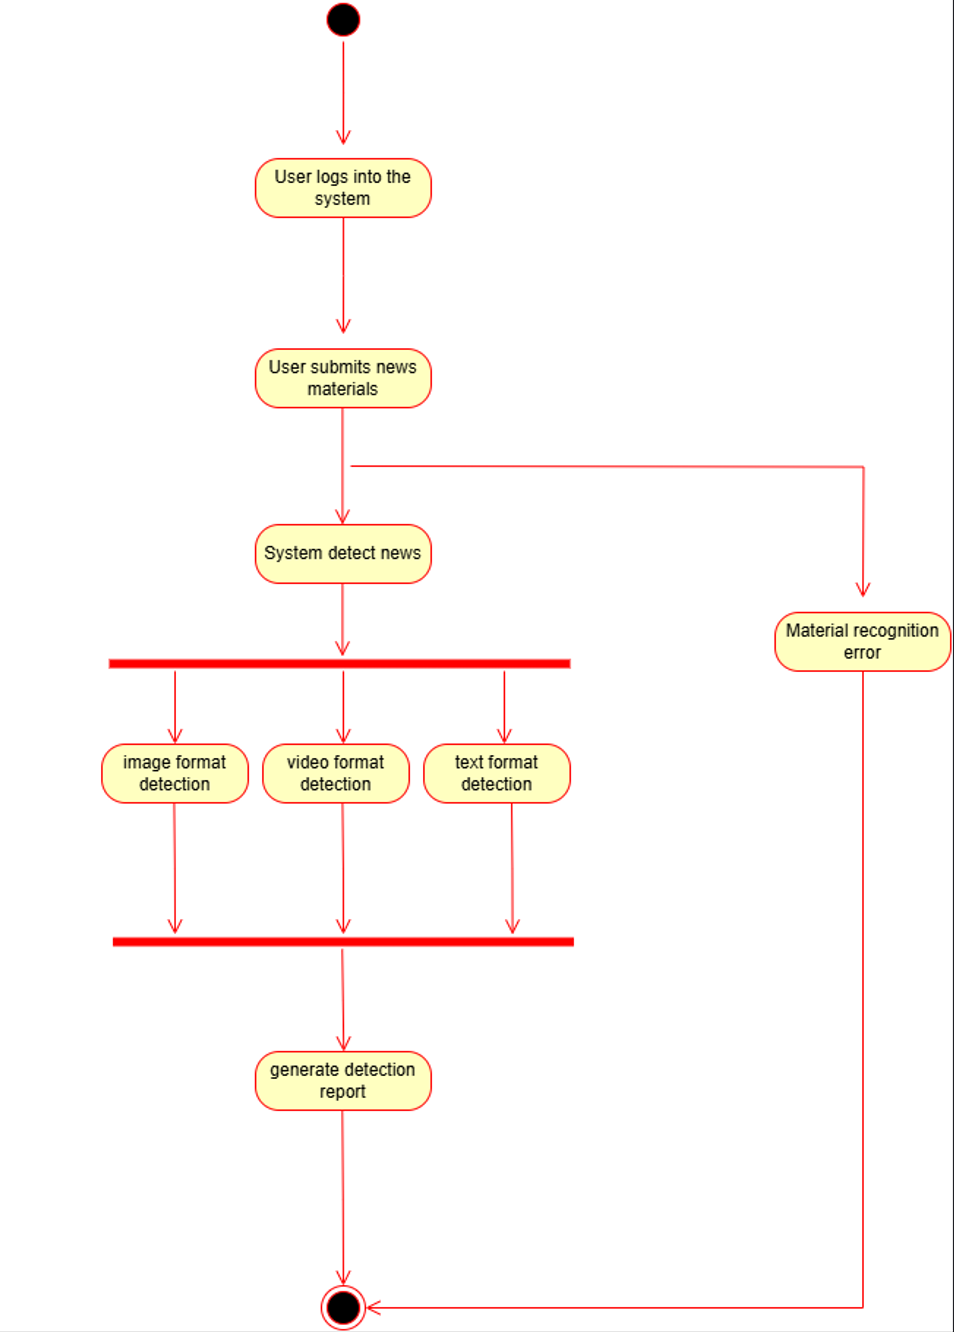 User logs into the
system
User submits news
materials
System detect news
Material recognition
error
image format
detection
video format
detection
text format
detection
generate detection
report